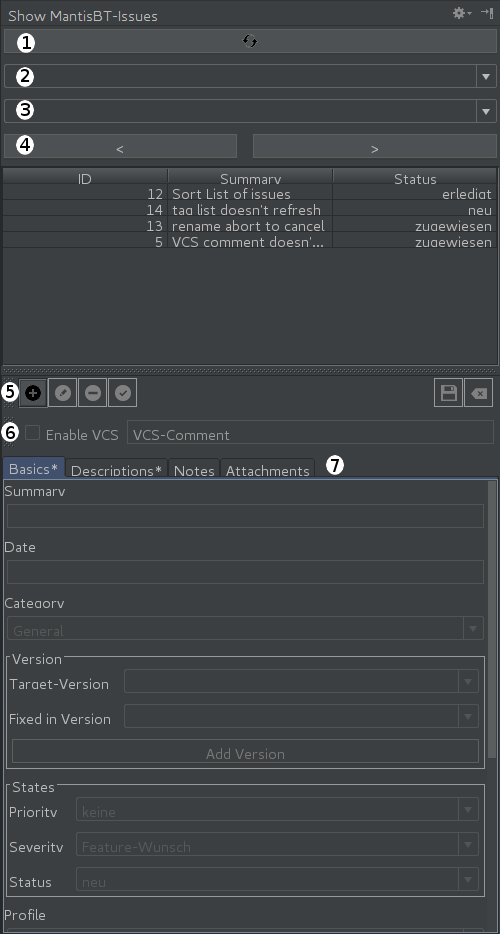 Show MantisBT-Issues
1
2
3
4 < >
ID Summary Status
12 Sort List of issues erledigt
14 tag list doesn't refresh neu
13 rename abort to cancel zugewiesen
5 VCS comment doesn'... zugewiesen
5
6 Enable VCS VCS-Comment
Basics* Descriptions* Notes Attachments 7
Summary
Date
Category
General
Version
Target-Version
Fixed in Version
Add Version
States
Priority keine
Severity Feature-Wunsch
Status neu
Profile